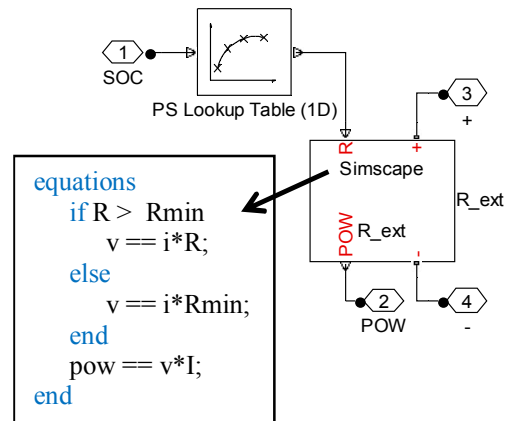 1
SOC
PS Lookup Table (1D)
3
+
R
+
Simscape
R_ext
POW
R_ext
-
2
POW
4
-
equations
if R > Rmin
v == i*R;
else
v == i*Rmin;
end
pow == v*I;
end